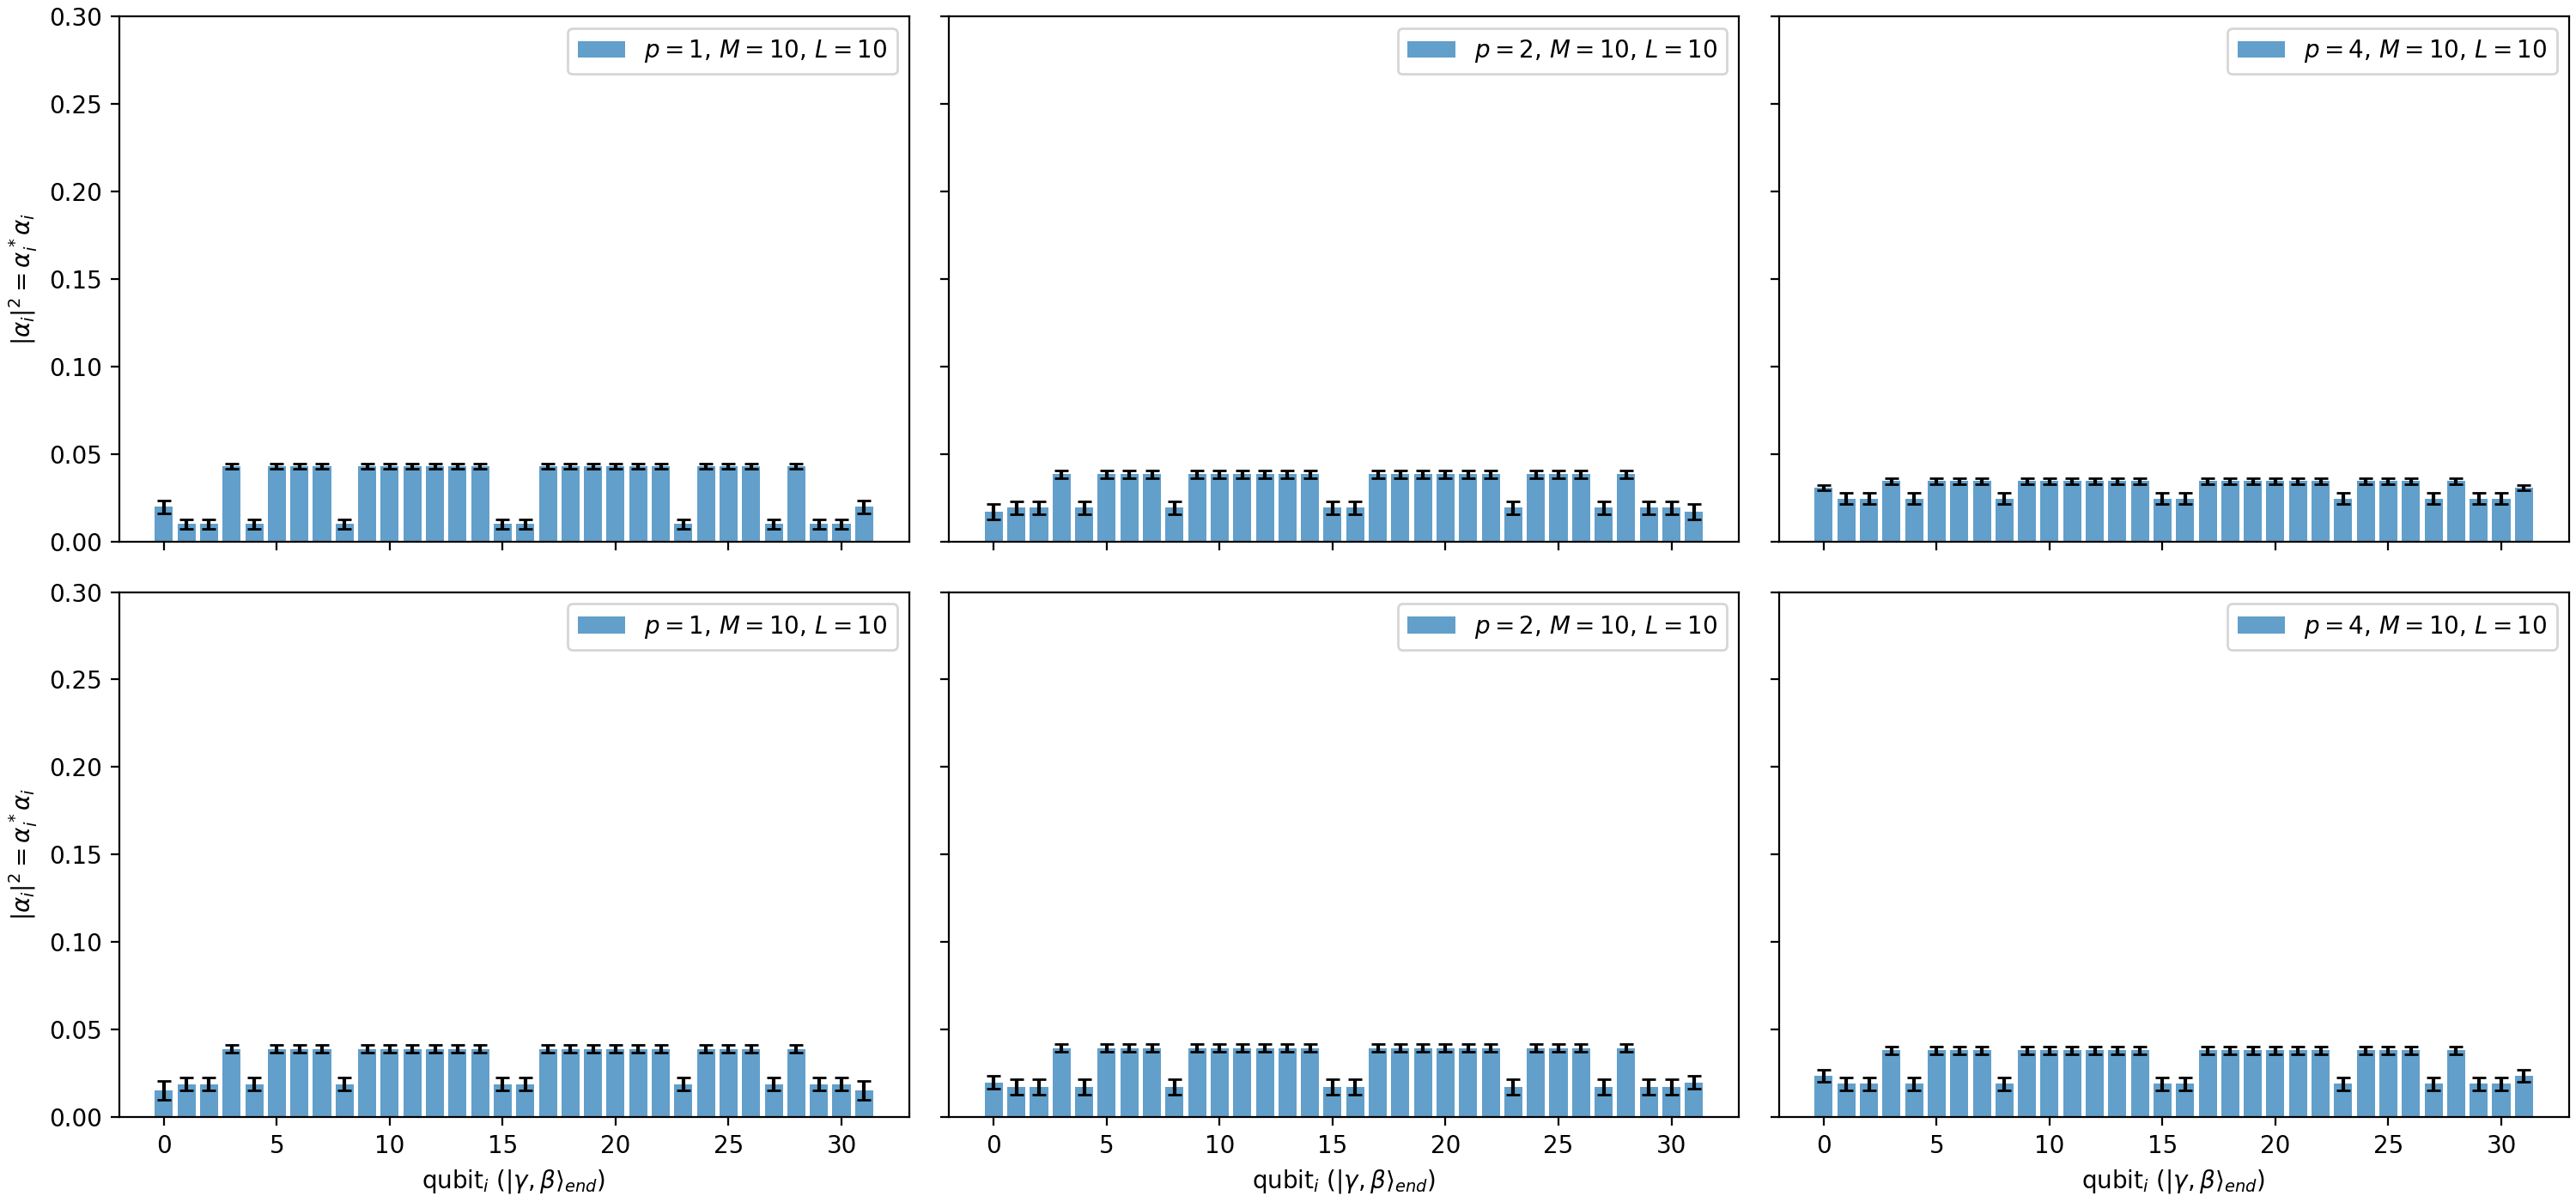 p = 1, M = 10, L = 10
p = 2, M = 10, L = 10
p = 4, M = 10, L = 10
0.30
0.25
0.20
0.15
0.10
0.05
0.00
|αᵢ|² = αᵢ* αᵢ
p = 1, M = 10, L = 10
p = 2, M = 10, L = 10
p = 4, M = 10, L = 10
0.30
0.25
0.20
0.15
0.10
0.05
0.00
|αᵢ|² = αᵢ* αᵢ
0 5 10 15 20 25 30
0 5 10 15 20 25 30
0 5 10 15 20 25 30
qubitᵢ (|γ, β⟩ₑₙd)
qubitᵢ (|γ, β⟩ₑₙd)
qubitᵢ (|γ, β⟩ₑₙd)